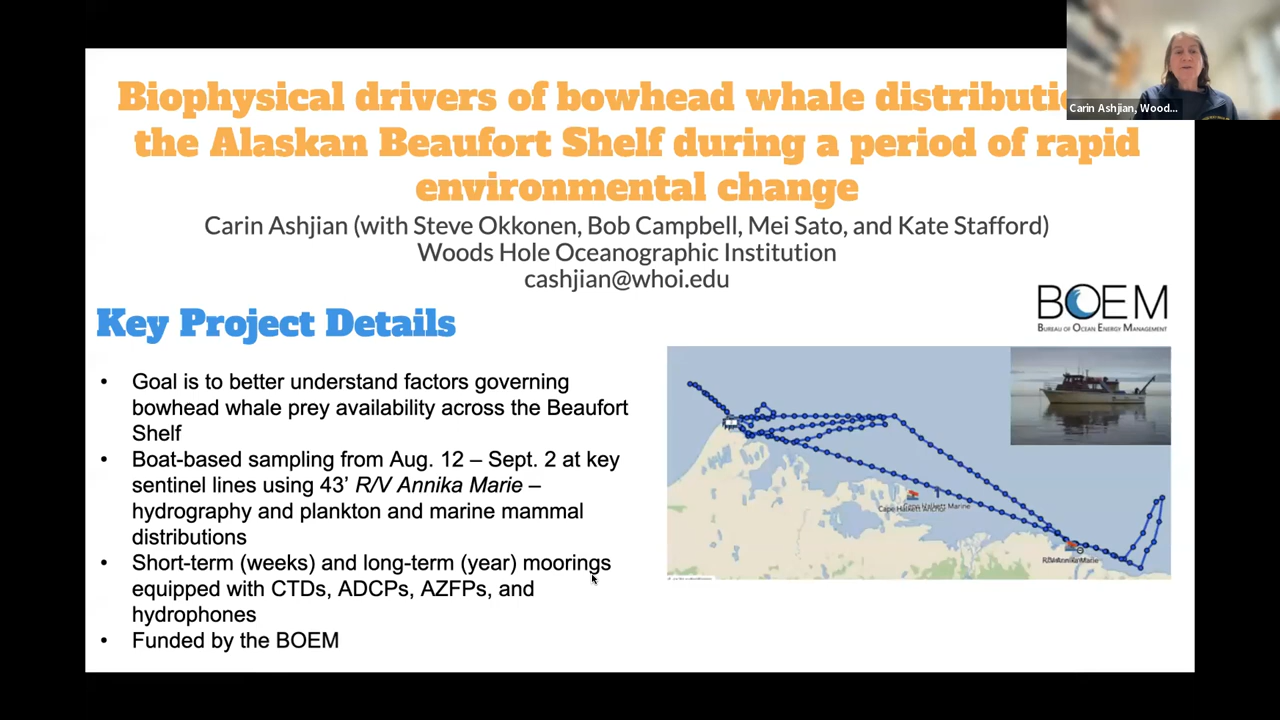 Biophysical drivers of bowhead whale distributi
the Alaskan Beaufort Shelf during a period of rapid
environmental change
Carin Ashjian, Wood...
Carin Ashjian (with Steve Okkonen, Bob Campbell, Mei Sato, and Kate Stafford)
Woods Hole Oceanographic Institution
cashjian@whoi.edu
BOEM
BUREAU OF OCEAN ENERGY MANAGEMENT
Key Project Details
• Goal is to better understand factors governing
bowhead whale prey availability across the Beaufort
Shelf
• Boat-based sampling from Aug. 12 – Sept. 2 at key
sentinel lines using 43’ R/V Annika Marie –
hydrography and plankton and marine mammal
distributions
• Short-term (weeks) and long-term (year) moorings
equipped with CTDs, ADCPs, AZFPs, and
hydrophones
• Funded by the BOEM
Cape Halkett
Marine
Marie